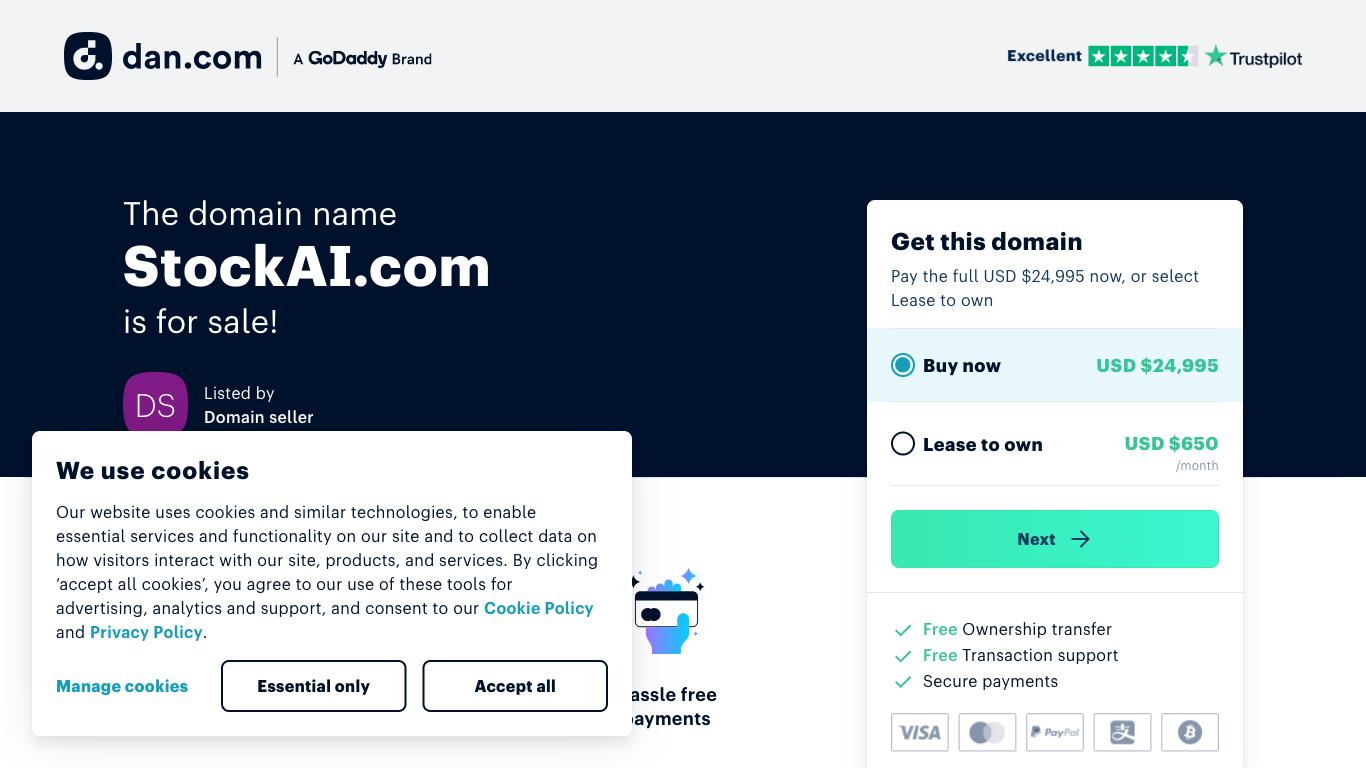 dan.com
A GoDaddy Brand
Excellent
Trustpilot
The domain name
StockAI.com
is for sale!
DS
Listed by
Domain seller
Get this domain
Pay the full USD $24,995 now, or select
Lease to own
Buy now
USD $24,995
Lease to own
USD $650
/month
Next
Free Ownership transfer
Free Transaction support
Secure payments
VISA
PayPal
We use cookies
Our website uses cookies and similar technologies, to enable
essential services and functionality on our site and to collect data on
how visitors interact with our site, products, and services. By clicking
‘accept all cookies’, you agree to our use of these tools for
advertising, analytics and support, and consent to our Cookie Policy
and Privacy Policy.
Manage cookies
Essential only
Accept all
assle free
ayments